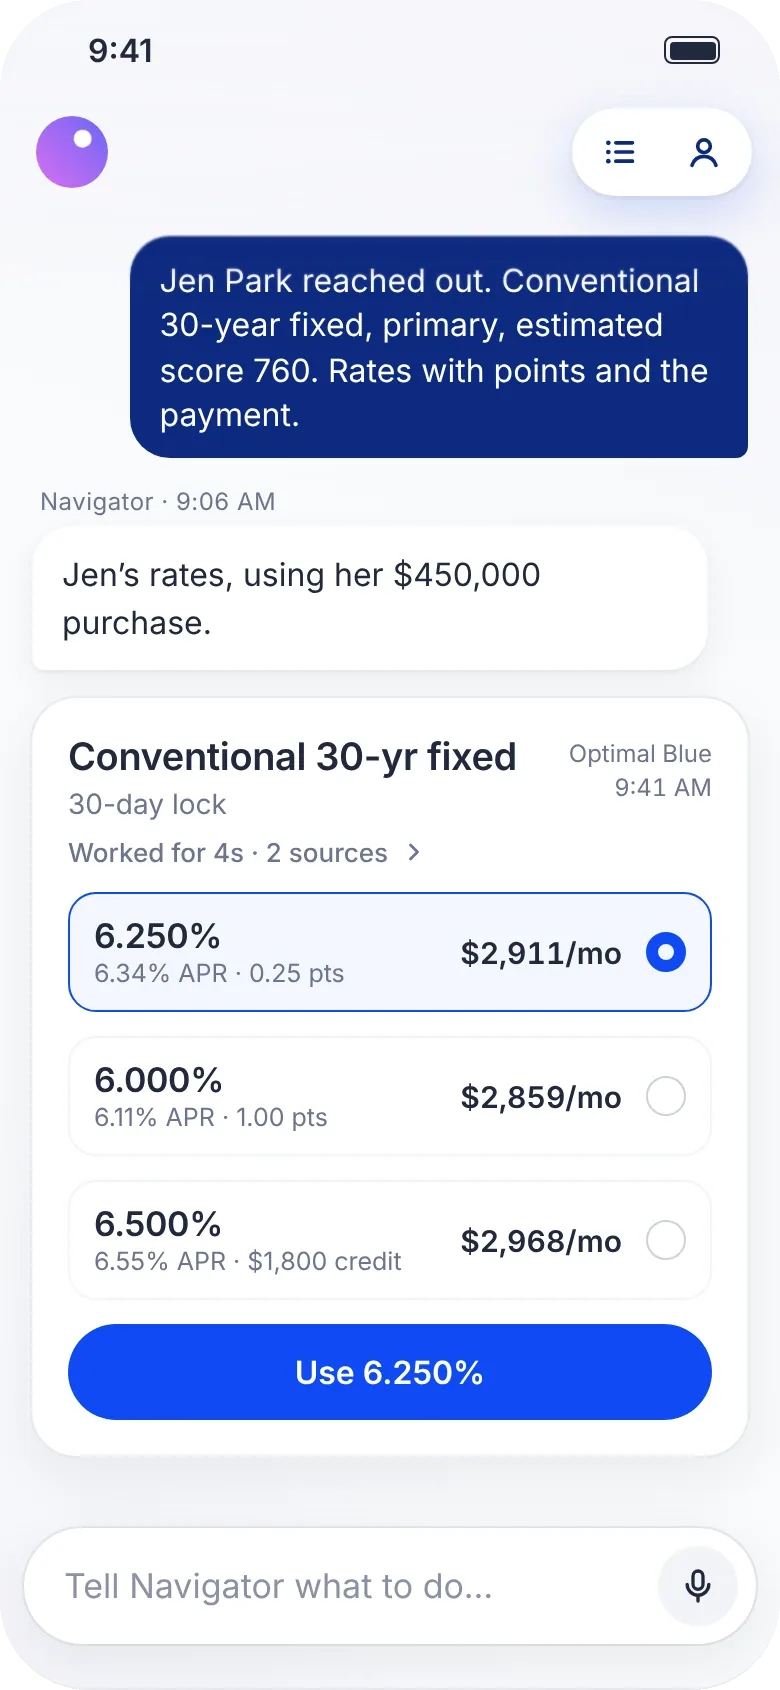 9:41
Jen Park reached out. Conventional
30-year fixed, primary, estimated
score 760. Rates with points and the
payment.
Navigator · 9:06 AM
Jen’s rates, using her $450,000
purchase.
Conventional 30-yr fixed
Optimal Blue
9:41 AM
30-day lock
Worked for 4s · 2 sources
6.250%
6.34% APR · 0.25 pts
$2,911/mo
6.000%
6.11% APR · 1.00 pts
$2,859/mo
6.500%
6.55% APR · $1,800 credit
$2,968/mo
Use 6.250%
Tell Navigator what to do...